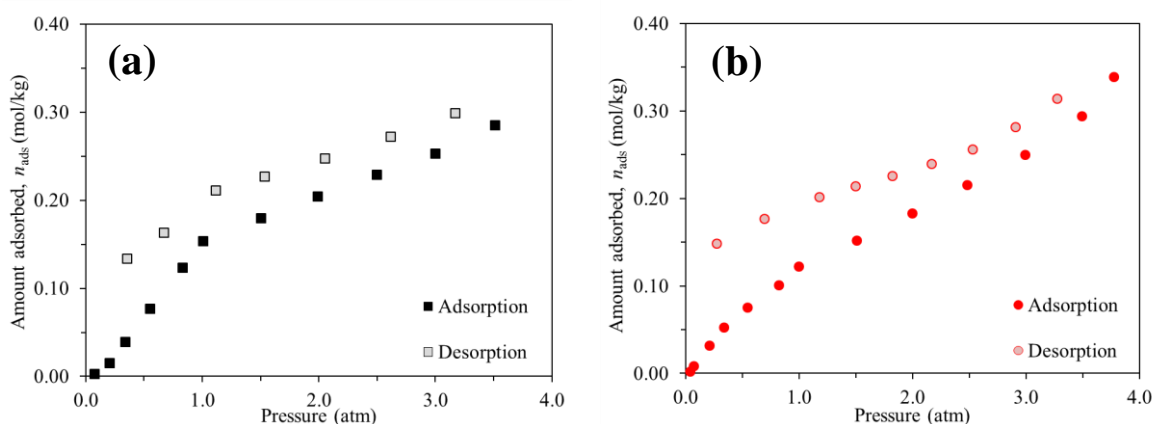 (a)
Amount adsorbed, nads (mol/kg)
0.40
0.30
0.20
0.10
0.00
0.0 1.0 2.0 3.0 4.0
Pressure (atm)
Adsorption
Desorption
(b)
Amount adsorbed, nads (mol/kg)
0.40
0.30
0.20
0.10
0.00
0.0 1.0 2.0 3.0 4.0
Pressure (atm)
Adsorption
Desorption